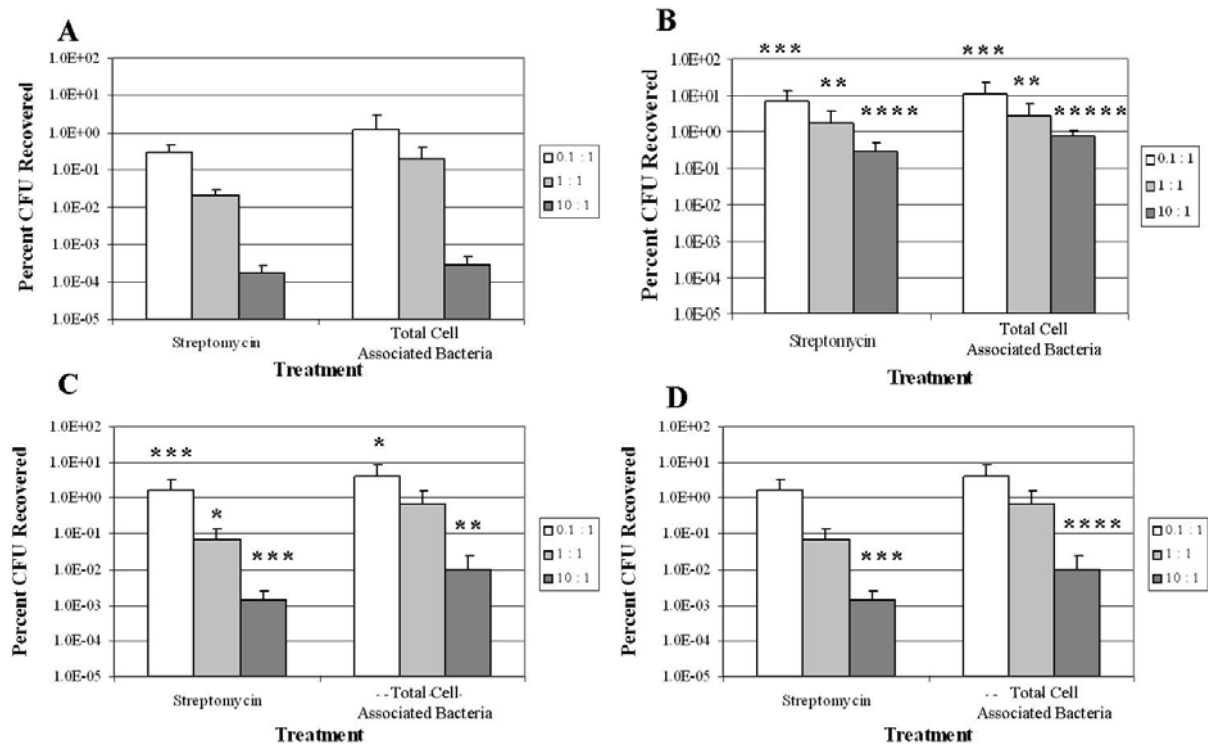 A
Percent CFU Recovered
1.0E+02
1.0E+01
1.0E+00
1.0E-01
1.0E-02
1.0E-03
1.0E-04
1.0E-05
Streptomycin
Total Cell
Associated Bacteria
Treatment
0.1 : 1
1 : 1
10 : 1
B
Percent CFU Recovered
1.0E+02
1.0E+01
1.0E+00
1.0E-01
1.0E-02
1.0E-03
1.0E-04
1.0E-05
***
**
****
***
**
*****
Streptomycin
Total Cell
Associated Bacteria
Treatment
0.1 : 1
1 : 1
10 : 1
C
Percent CFU Recovered
1.0E+02
1.0E+01
1.0E+00
1.0E-01
1.0E-02
1.0E-03
1.0E-04
1.0E-05
***
*
***
*
**
Streptomycin
--Total-Cell-
Associated Bacteria
Treatment
0.1 : 1
1 : 1
10 : 1
D
Percent CFU Recovered
1.0E+02
1.0E+01
1.0E+00
1.0E-01
1.0E-02
1.0E-03
1.0E-04
1.0E-05
***
****
Streptomycin
-- Total Cell
Associated Bacteria
Treatment
0.1 : 1
1 : 1
10 : 1